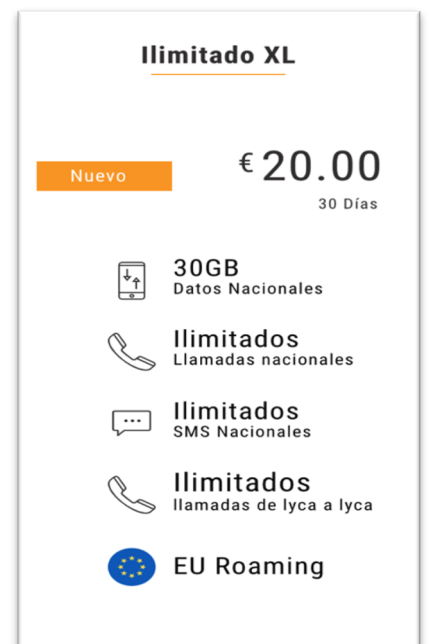 Ilimitado XL
Nuevo
€ 20.00
30 Días
30GB
Datos Nacionales
Ilimitados
Llamadas nacionales
Ilimitados
SMS Nacionales
Ilimitados
llamadas de lyca a lyca
EU Roaming